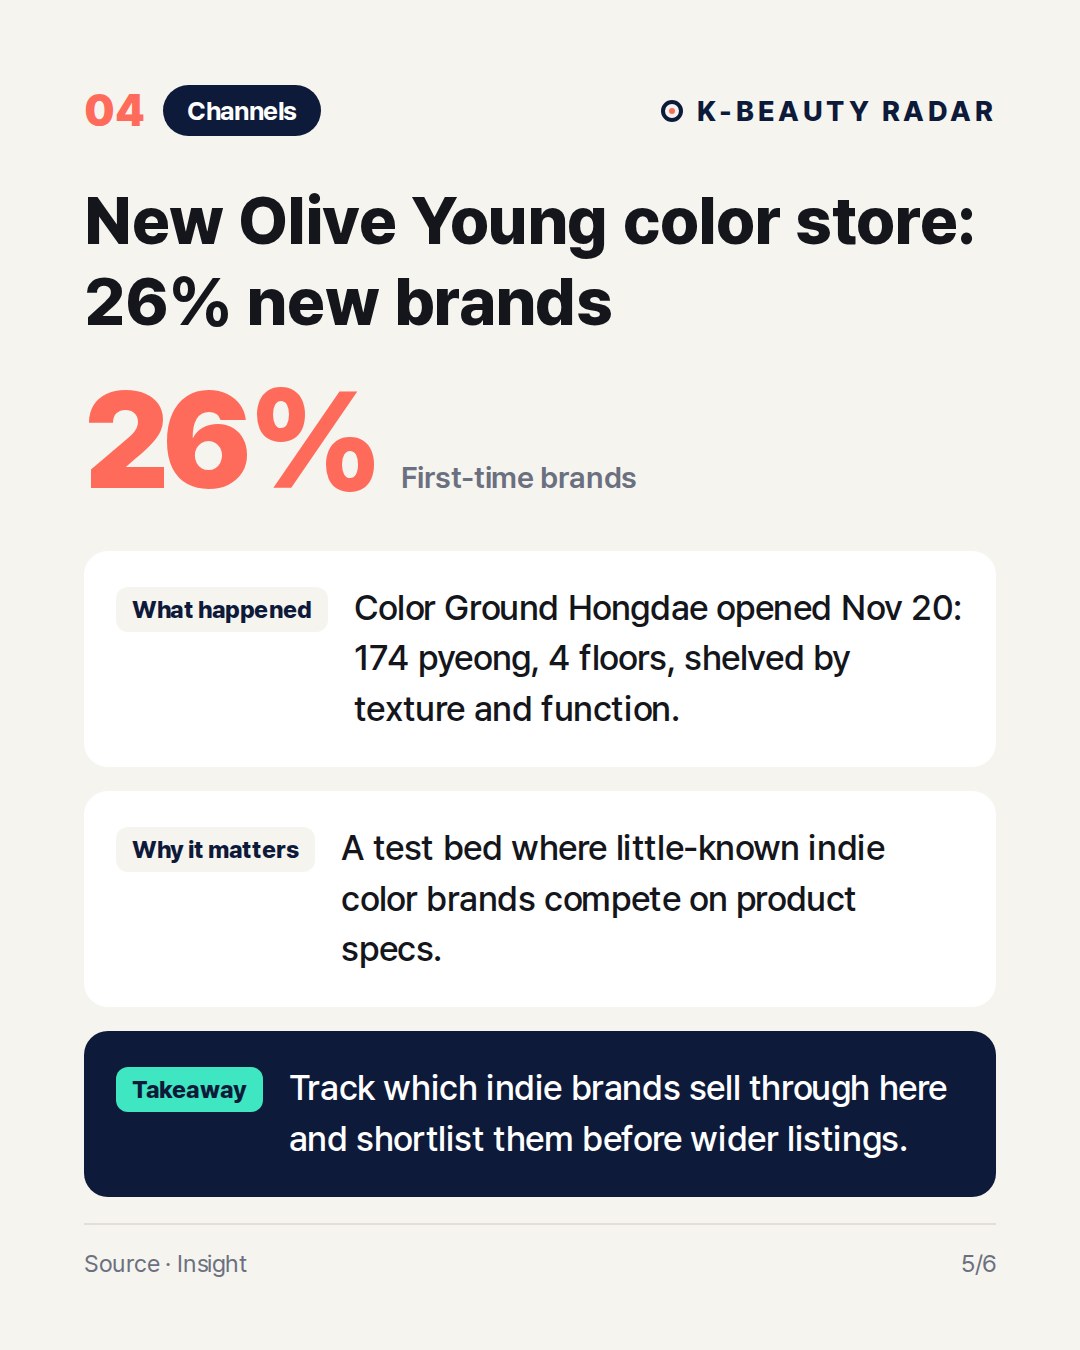 04 Channels
K-BEAUTY RADAR
New Olive Young color store:
26% new brands
26% First-time brands
What happened
Color Ground Hongdae opened Nov 20:
174 pyeong, 4 floors, shelved by
texture and function.
Why it matters
A test bed where little-known indie
color brands compete on product
specs.
Takeaway
Track which indie brands sell through here
and shortlist them before wider listings.
Source · Insight
5/6